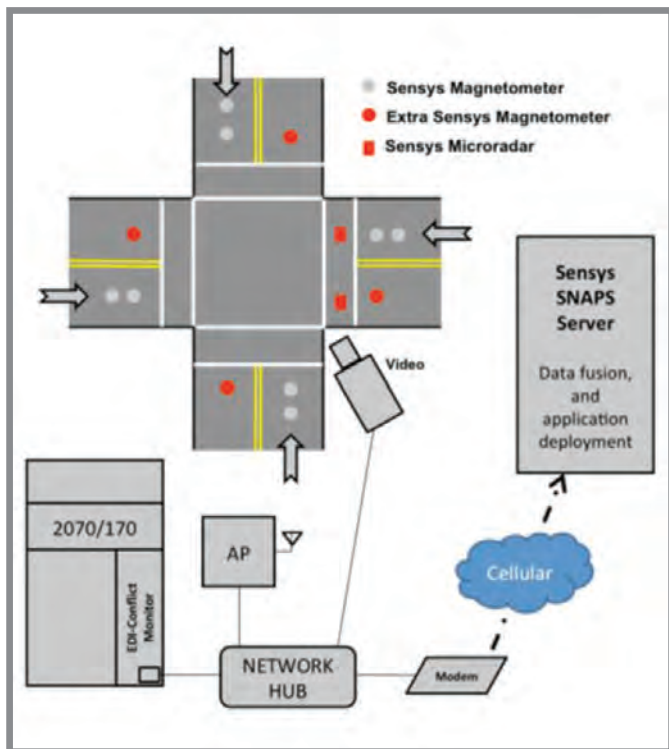 Sensys Magnetometer
Extra Sensys Magnetometer
Sensys Microradar
Sensys
SNAPS
Server
Data fusion,
and
application
deployment
Video
2070/170
EDI-Conflict
Monitor
AP
Cellular
NETWORK
HUB
Modem